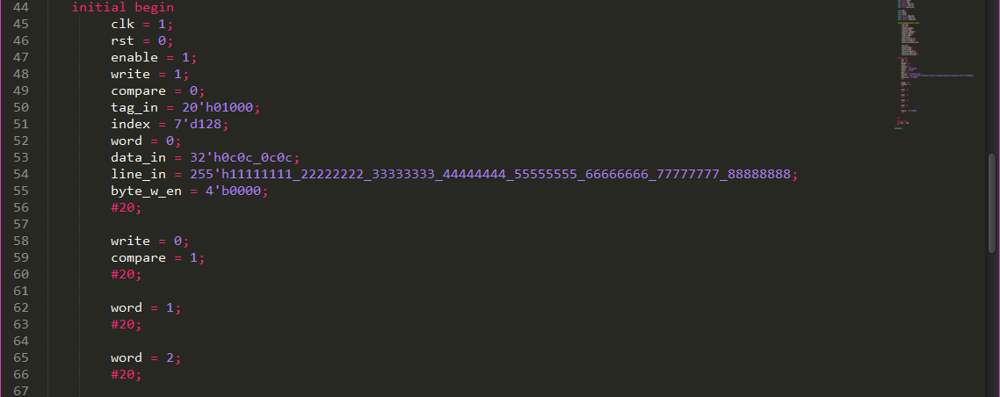 44 initial begin
45 clk = 1;
46 rst = 0;
47 enable = 1;
48 write = 1;
49 compare = 0;
50 tag_in = 20'h01000;
51 index = 7'd128;
52 word = 0;
53 data_in = 32'h0c0c_0c0c;
54 line_in = 255'h11111111_22222222_33333333_44444444_55555555_66666666_77777777_88888888;
55 byte_w_en = 4'b0000;
56 #20;
57
58 write = 0;
59 compare = 1;
60 #20;
61
62 word = 1;
63 #20;
64
65 word = 2;
66 #20;
67